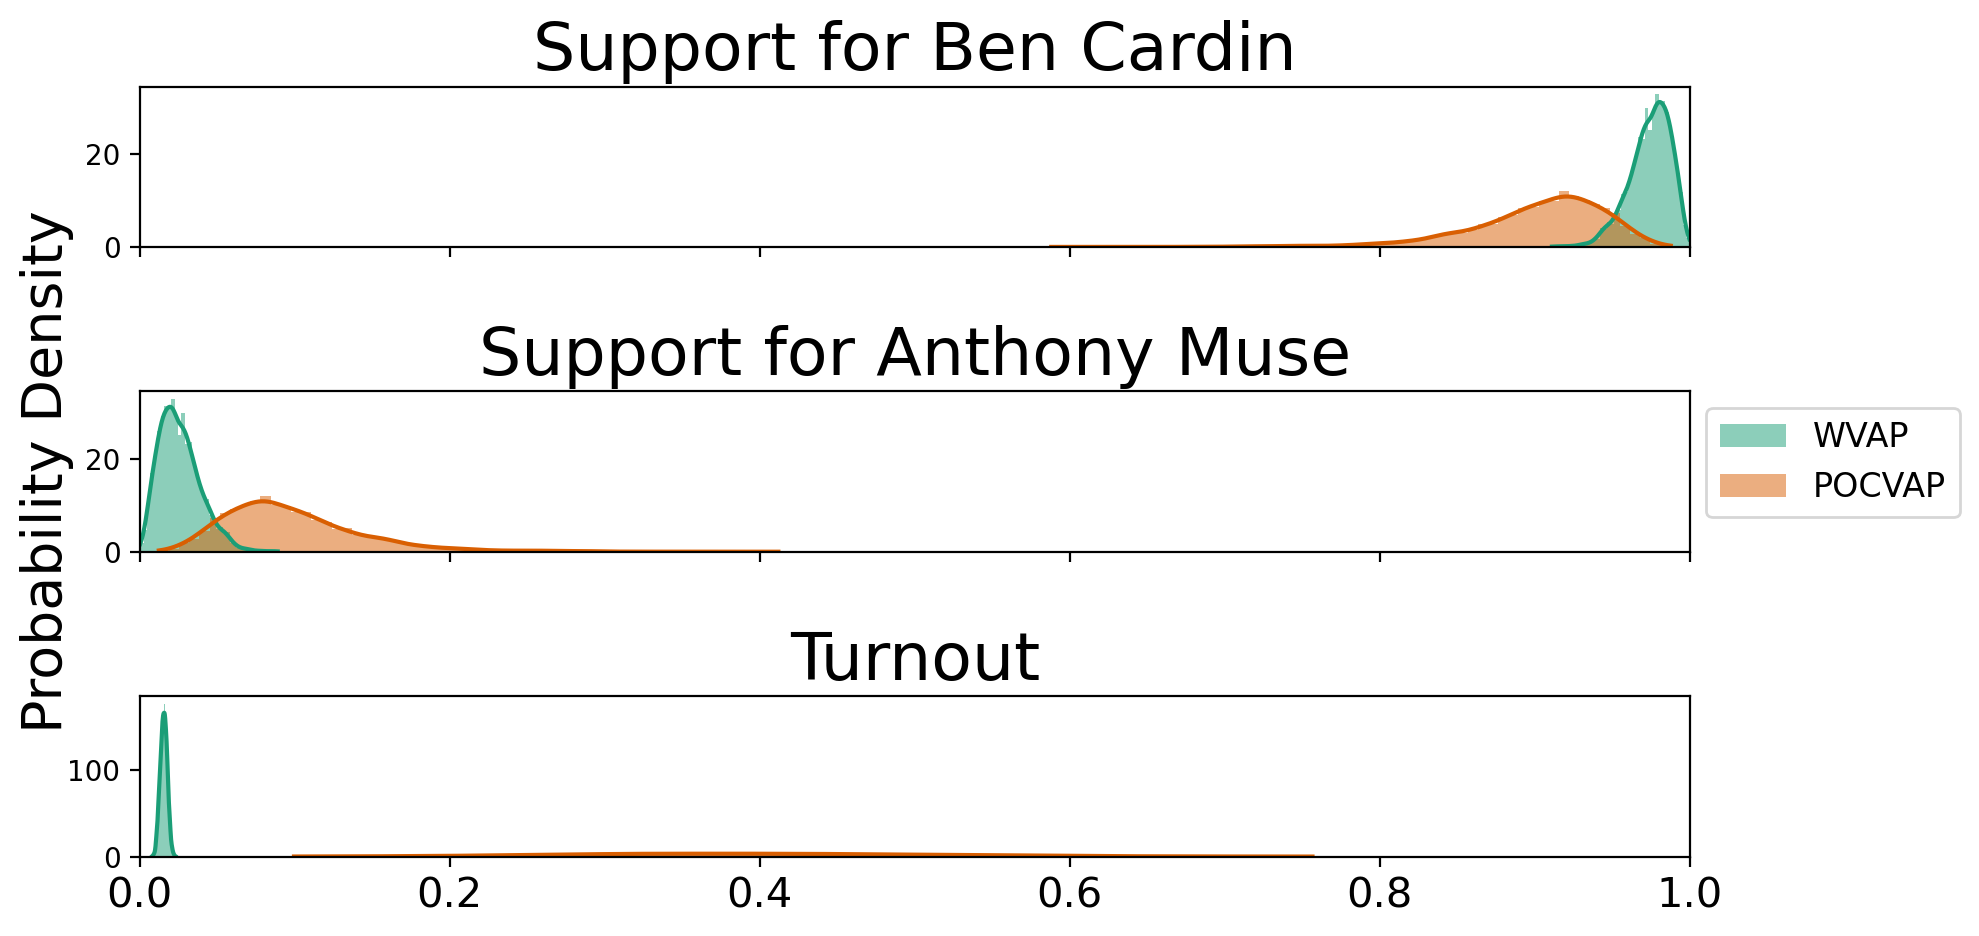 Support for Ben Cardin
20
0
Support for Anthony Muse
20
0
WVAP
POCVAP
Probability Density
Turnout
100
0
0.0 0.2 0.4 0.6 0.8 1.0